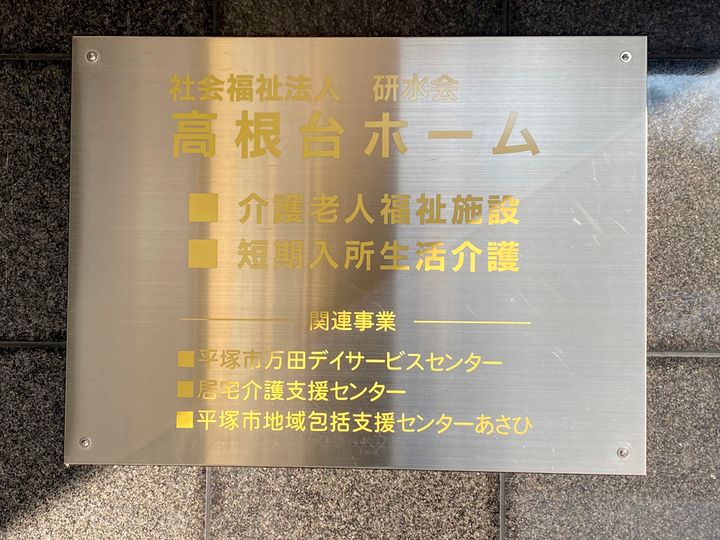 社会福祉法人　研水会
高根台ホーム
■ 介護老人福祉施設
■ 短期入所生活介護
関連事業
■平塚市万田デイサービスセンター
■居宅介護支援センター
■平塚市地域包括支援センターあさひ